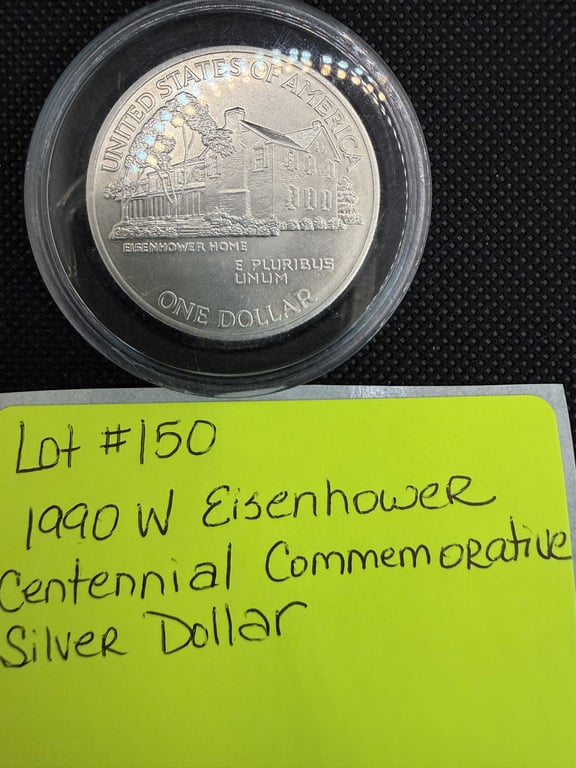 UNITED STATES OF AMERICA
EISENHOWER HOME
E PLURIBUS
UNUM
ONE DOLLAR
Lot #150
1990 W Eisenhower
Centennial Commemorative
Silver Dollar